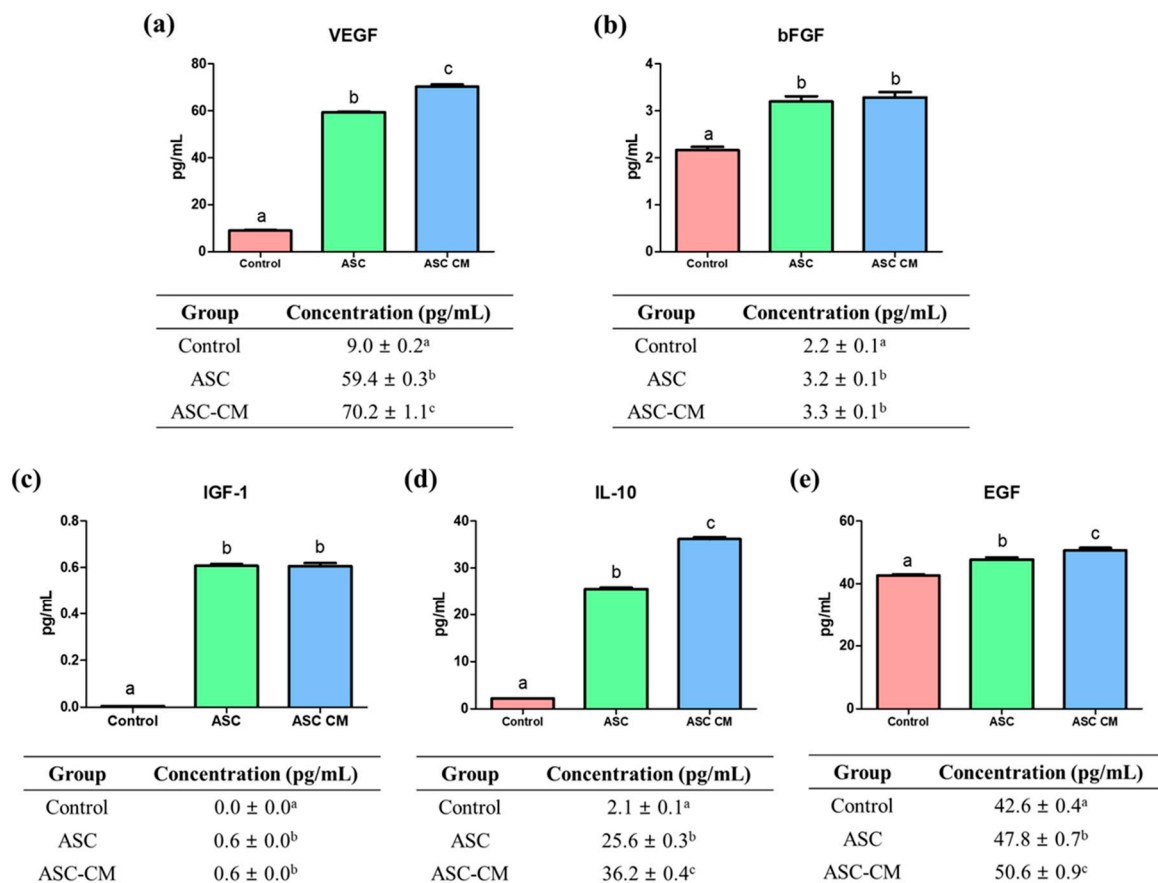 (a)
VEGF
80
60
40
20
0
pg/mL
a
b
c
Control ASC ASC CM
Group Concentration (pg/mL)
Control 9.0 ± 0.2ᵃ
ASC 59.4 ± 0.3ᵇ
ASC-CM 70.2 ± 1.1ᶜ
(b)
bFGF
4
3
2
1
0
pg/mL
a
b
b
Control ASC ASC CM
Group Concentration (pg/mL)
Control 2.2 ± 0.1ᵃ
ASC 3.2 ± 0.1ᵇ
ASC-CM 3.3 ± 0.1ᵇ
(c)
IGF-1
0.8
0.6
0.4
0.2
0.0
pg/mL
a
b
b
Control ASC ASC CM
Group Concentration (pg/mL)
Control 0.0 ± 0.0ᵃ
ASC 0.6 ± 0.0ᵇ
ASC-CM 0.6 ± 0.0ᵇ
(d)
IL-10
40
30
20
10
0
pg/mL
a
b
c
Control ASC ASC CM
Group Concentration (pg/mL)
Control 2.1 ± 0.1ᵃ
ASC 25.6 ± 0.3ᵇ
ASC-CM 36.2 ± 0.4ᶜ
(e)
EGF
60
40
20
0
pg/mL
a
b
c
Control ASC ASC CM
Group Concentration (pg/mL)
Control 42.6 ± 0.4ᵃ
ASC 47.8 ± 0.7ᵇ
ASC-CM 50.6 ± 0.9ᶜ